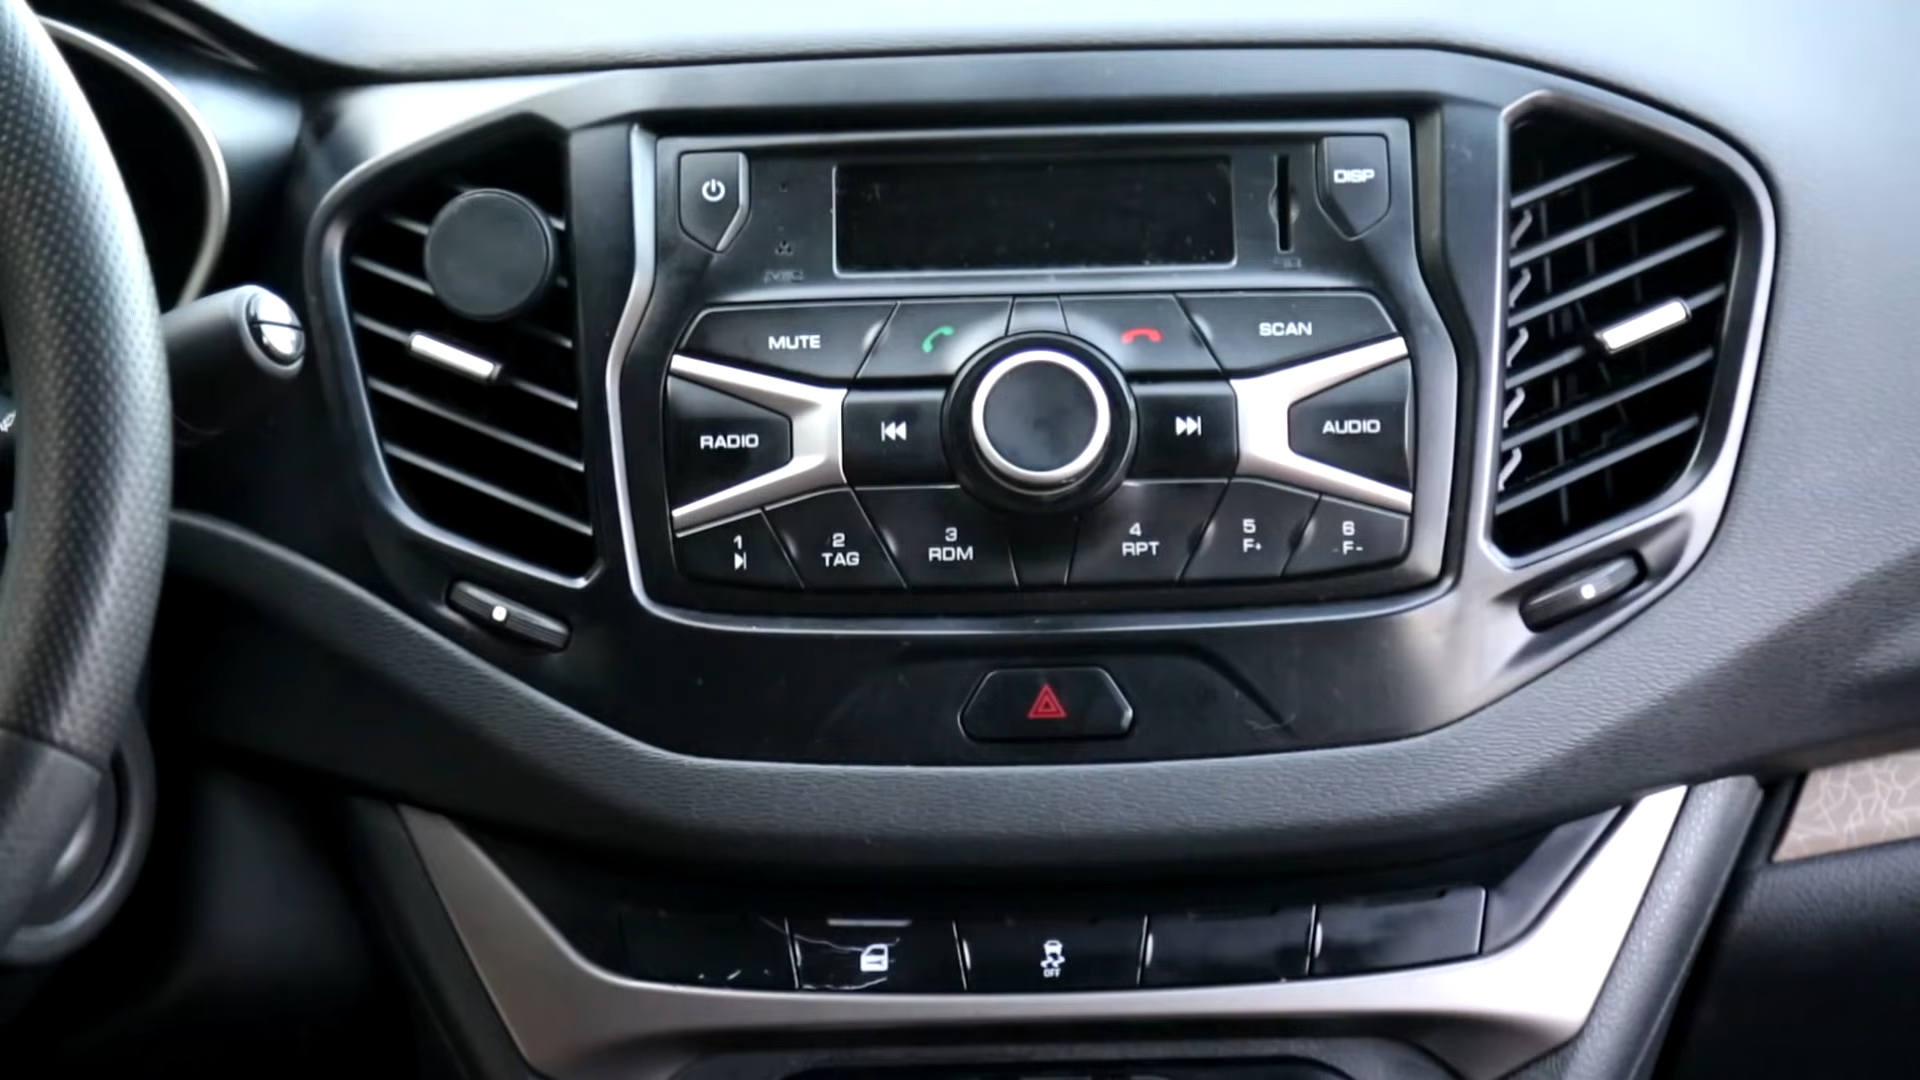 DISP
MUTE
SCAN
RADIO
AUDIO
1
2
TAG
3
RDM
4
RPT
5
F+
6
F-
OFF